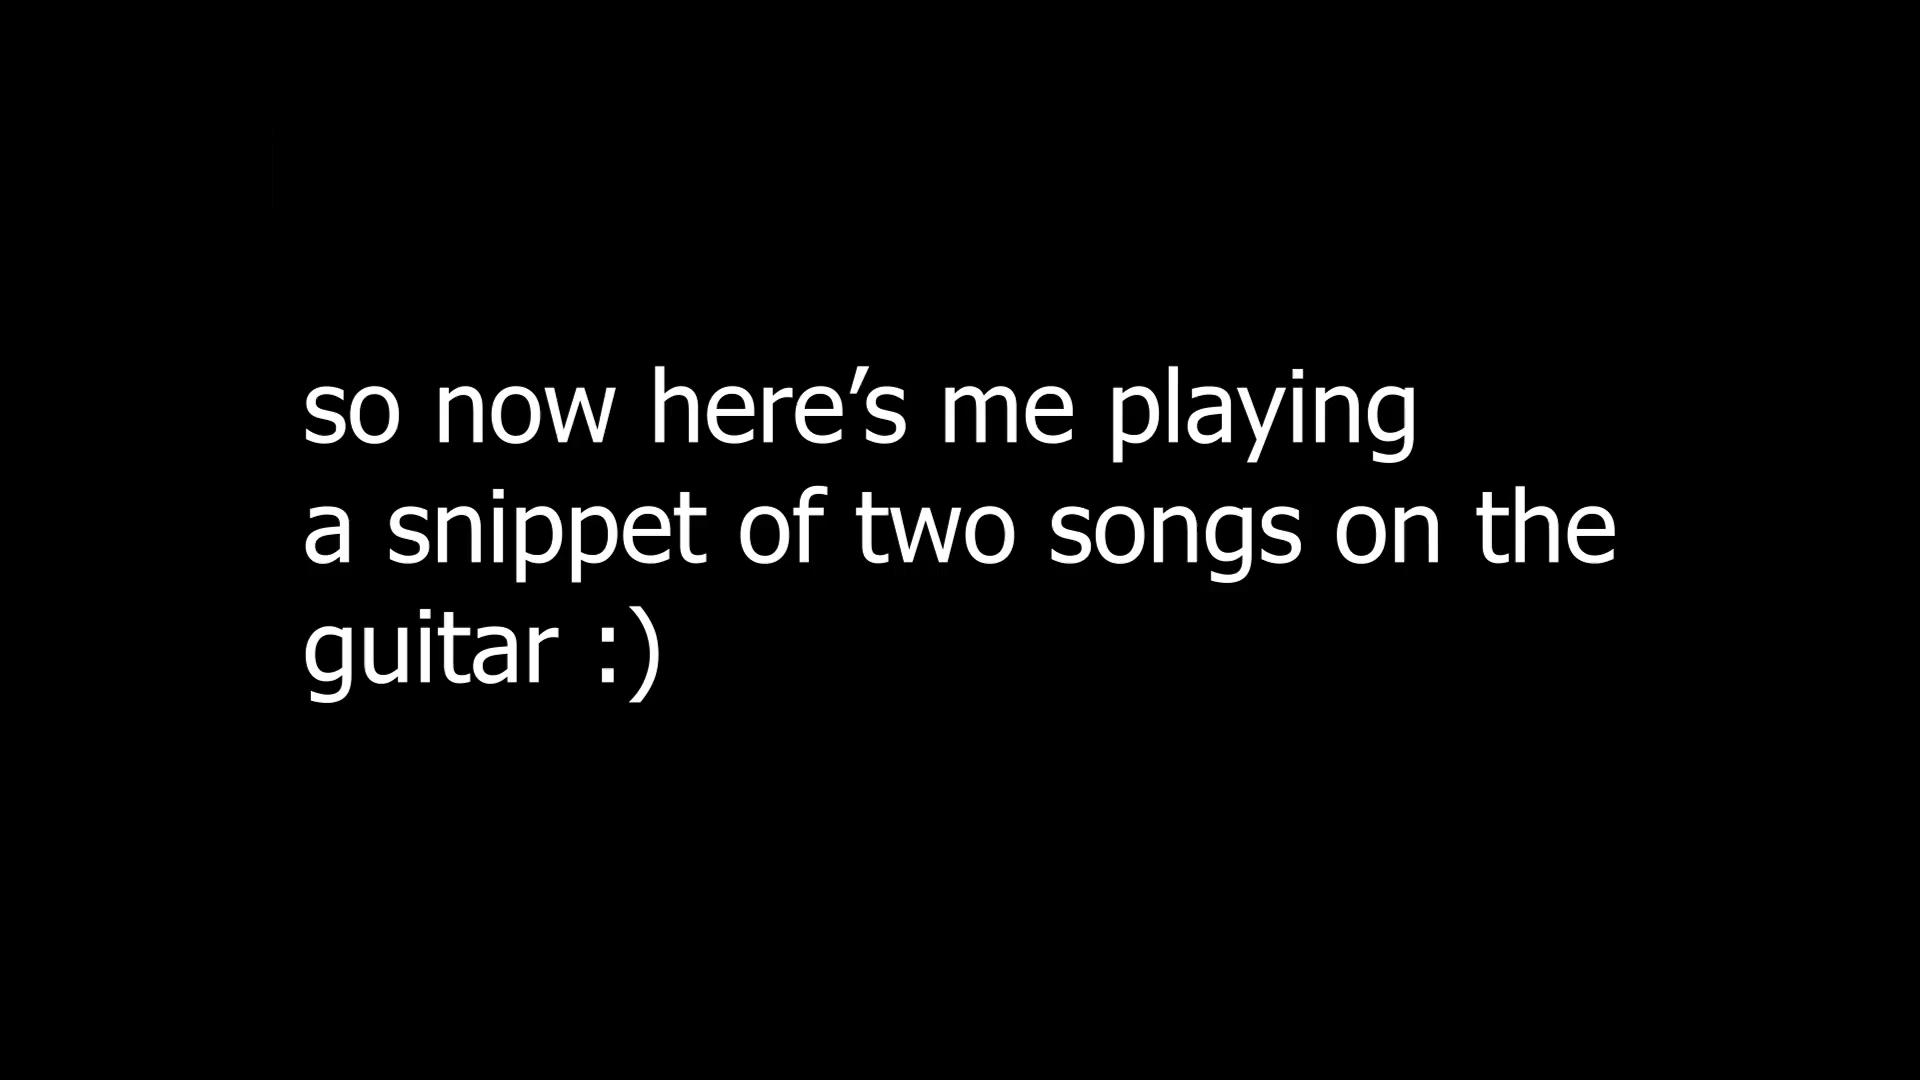 so now here’s me playing
a snippet of two songs on the
guitar :)